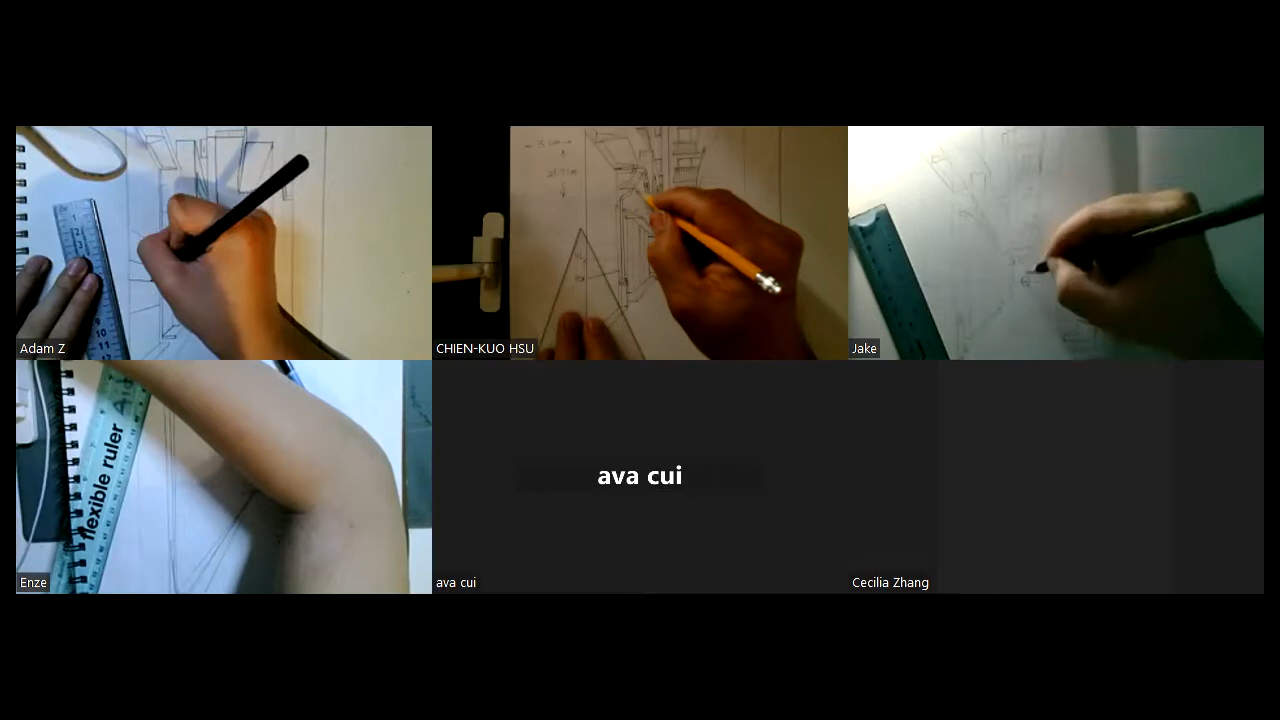 Adam Z
CHIEN-KUO HSU
Jake
flexible ruler
Enze
ava cui
ava cui
Cecilia Zhang